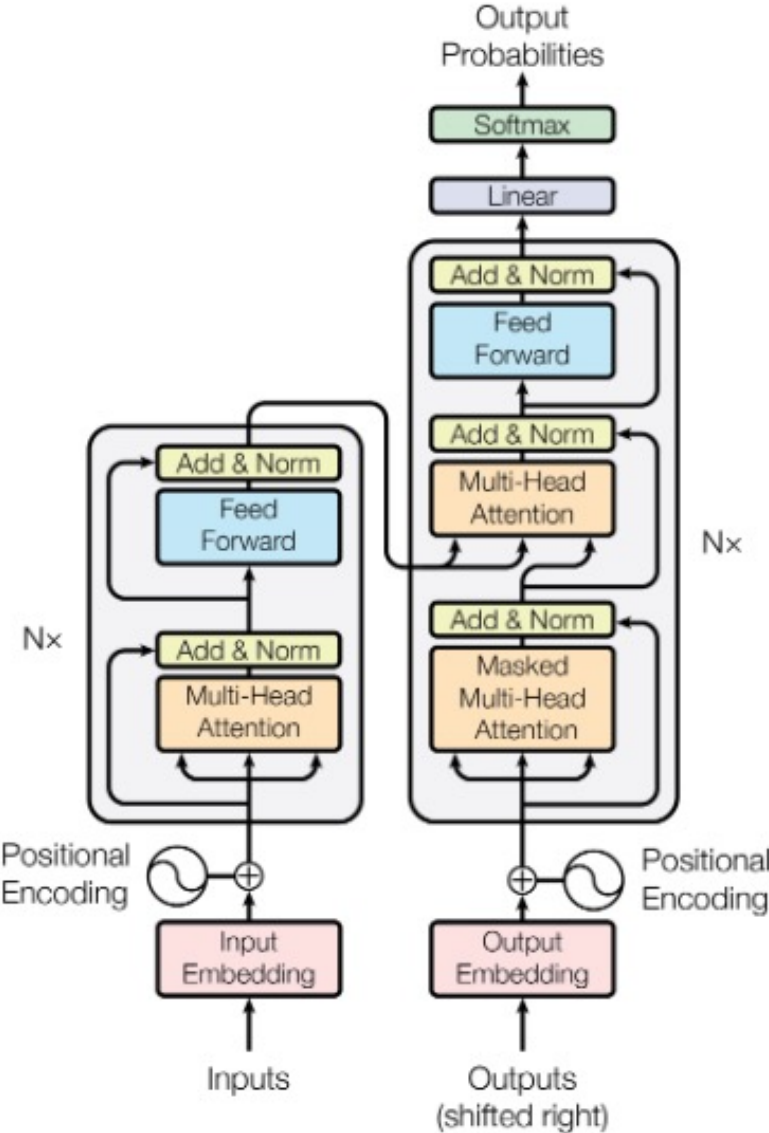 Output
Probabilities
Softmax
Linear
Add & Norm
Feed
Forward
Add & Norm
Multi-Head
Attention
Nx
Add & Norm
Masked
Multi-Head
Attention
Add & Norm
Feed
Forward
Nx
Add & Norm
Multi-Head
Attention
Positional
Encoding
Positional
Encoding
Input
Embedding
Output
Embedding
Inputs
Outputs
(shifted right)